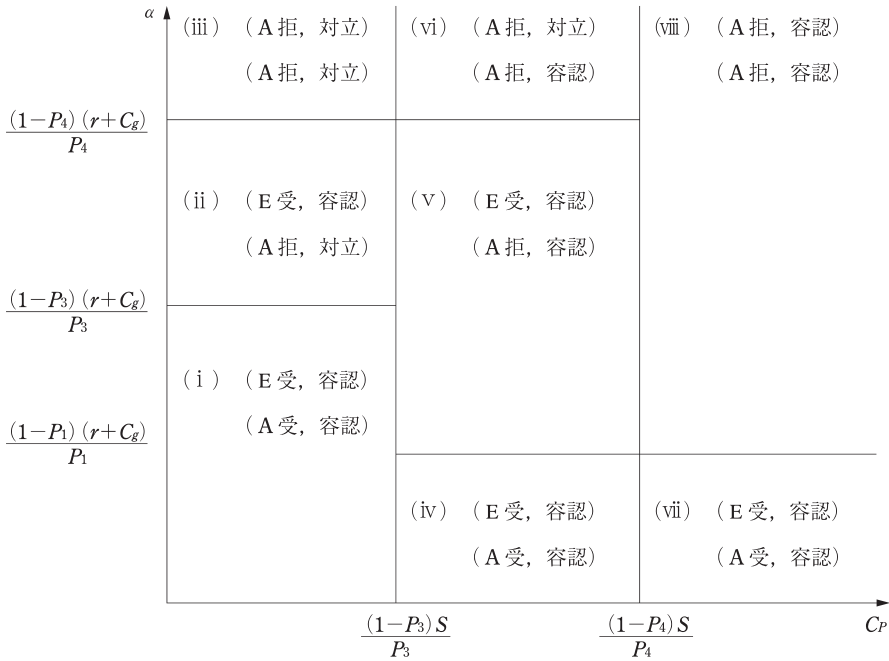 α
(ⅲ) (A拒，対立) (ⅵ) (A拒，対立) (ⅷ) (A拒，容認)
(A拒，対立) (A拒，容認) (A拒，容認)
(1−P4)(r+Cg)
P4
(ⅱ) (E受，容認) (ⅴ) (E受，容認)
(A拒，対立) (A拒，容認)
(1−P3)(r+Cg)
P3
(ⅰ) (E受，容認)
(A受，容認)
(1−P1)(r+Cg)
P1
(ⅳ) (E受，容認) (ⅶ) (E受，容認)
(A受，容認) (A受，容認)
(1−P3)S (1−P4)S CP
P3 P4